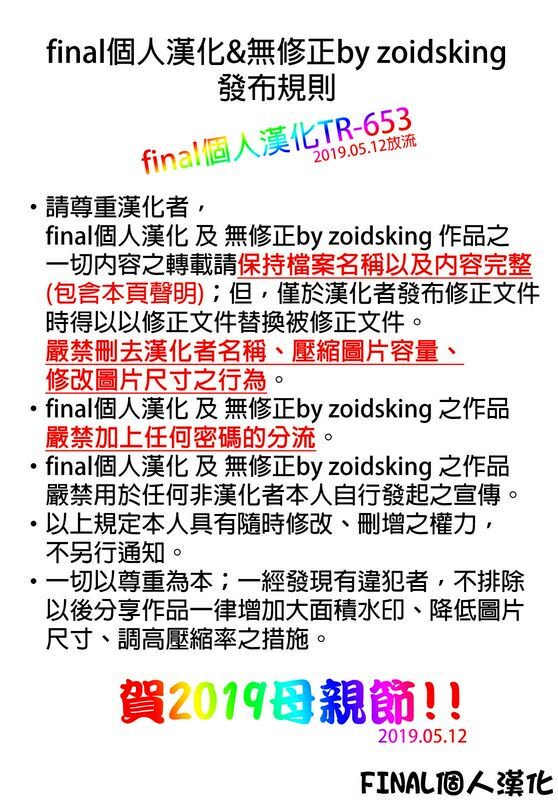 final個人漢化&無修正by zoidsking
發布規則
final個人漢化TR-653
2019.05.12放流
•請尊重漢化者，
final個人漢化 及 無修正by zoidsking 作品之
一切內容之轉載請保持檔案名稱以及內容完整
(包含本頁聲明)；但，僅於漢化者發布修正文件
時得以以修正文件替換被修正文件。
嚴禁刪去漢化者名稱、壓縮圖片容量、
修改圖片尺寸之行為。
•final個人漢化 及 無修正by zoidsking 之作品
嚴禁加上任何密碼的分流。
•final個人漢化 及 無修正by zoidsking 之作品
嚴禁用於任何非漢化者本人自行發起之宣傳。
•以上規定本人具有隨時修改、刪增之權力，
不另行通知。
•一切以尊重為本；一經發現有違犯者，不排除
以後分享作品一律增加大面積水印、降低圖片
尺寸、調高壓縮率之措施。
賀2019母親節!!
2019.05.12
FINAL個人漢化